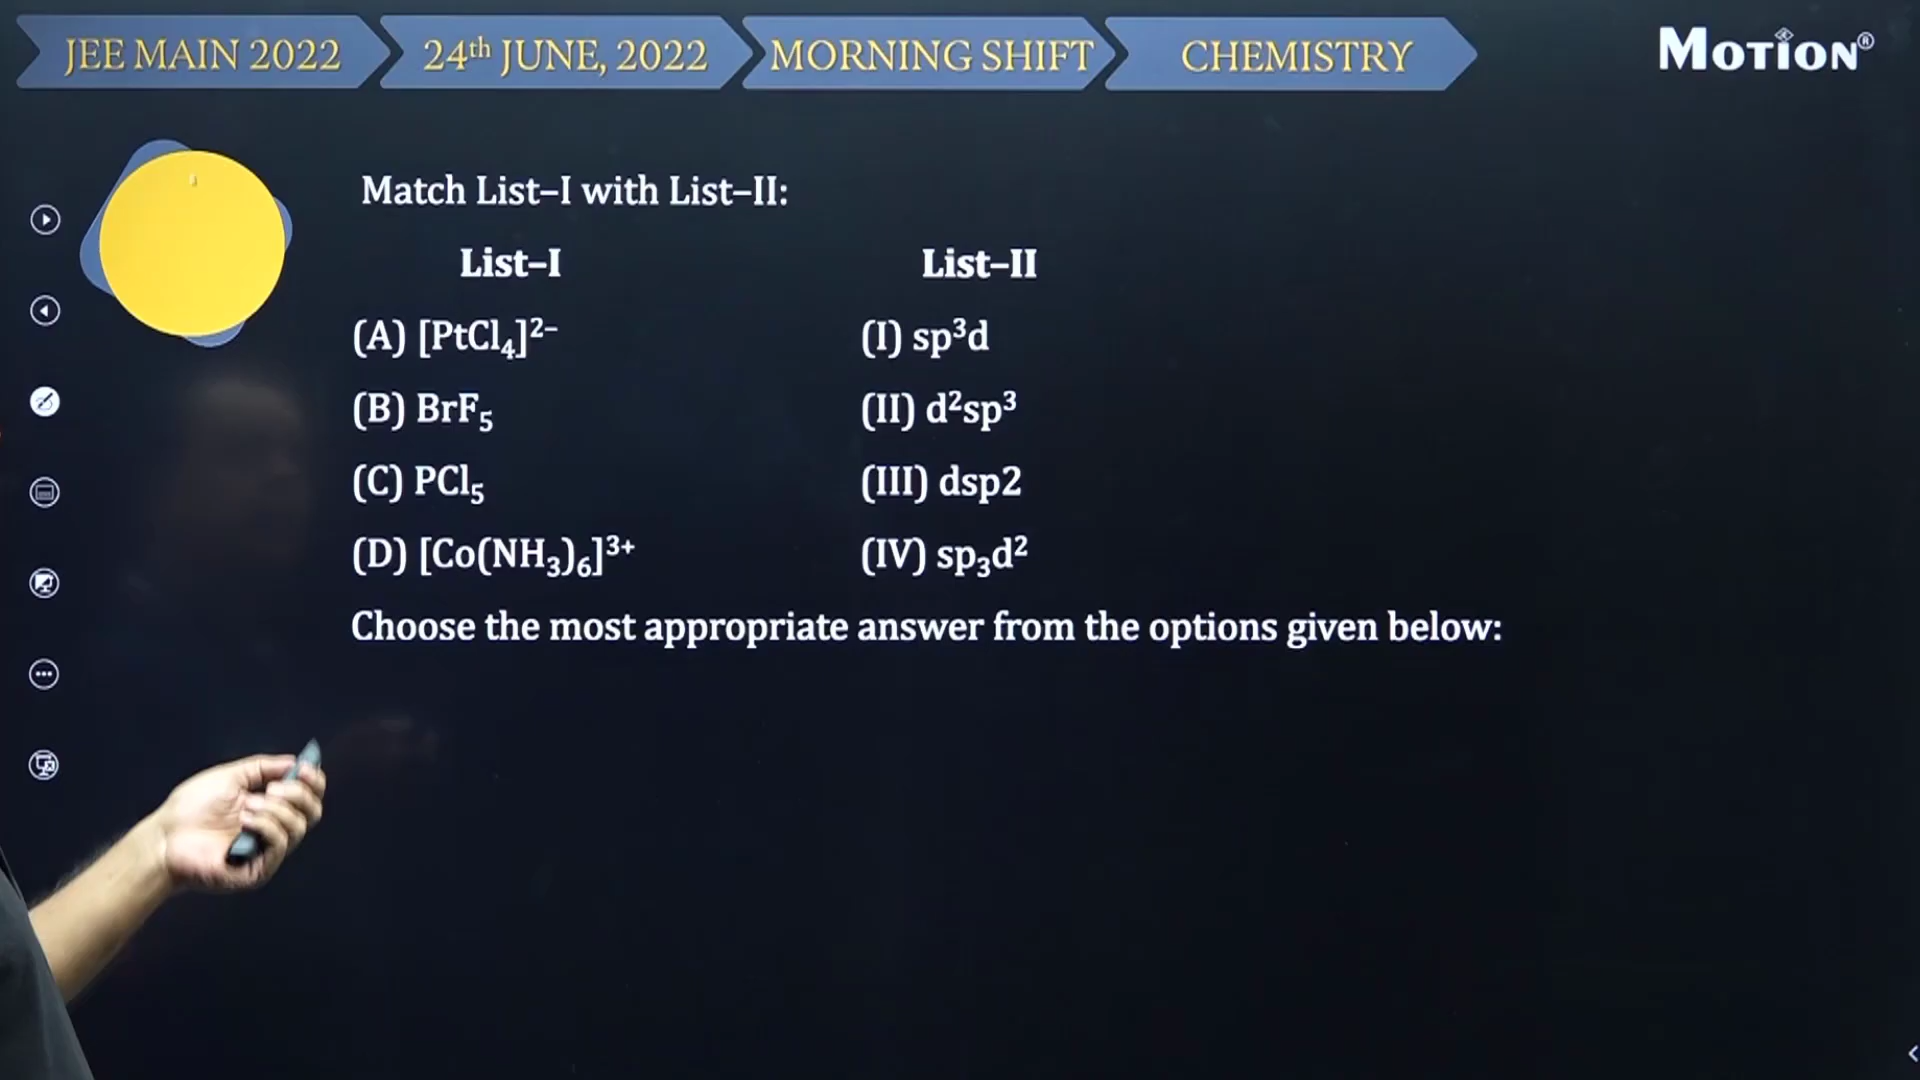 JEE MAIN 2022 24th JUNE, 2022 MORNING SHIFT CHEMISTRY MOTION®
Match List–I with List–II:
List–I List–II
(A) [PtCl₄]²⁻ (I) sp³d
(B) BrF₅ (II) d²sp³
(C) PCl₅ (III) dsp2
(D) [Co(NH₃)₆]³⁺ (IV) sp₃d²
Choose the most appropriate answer from the options given below: